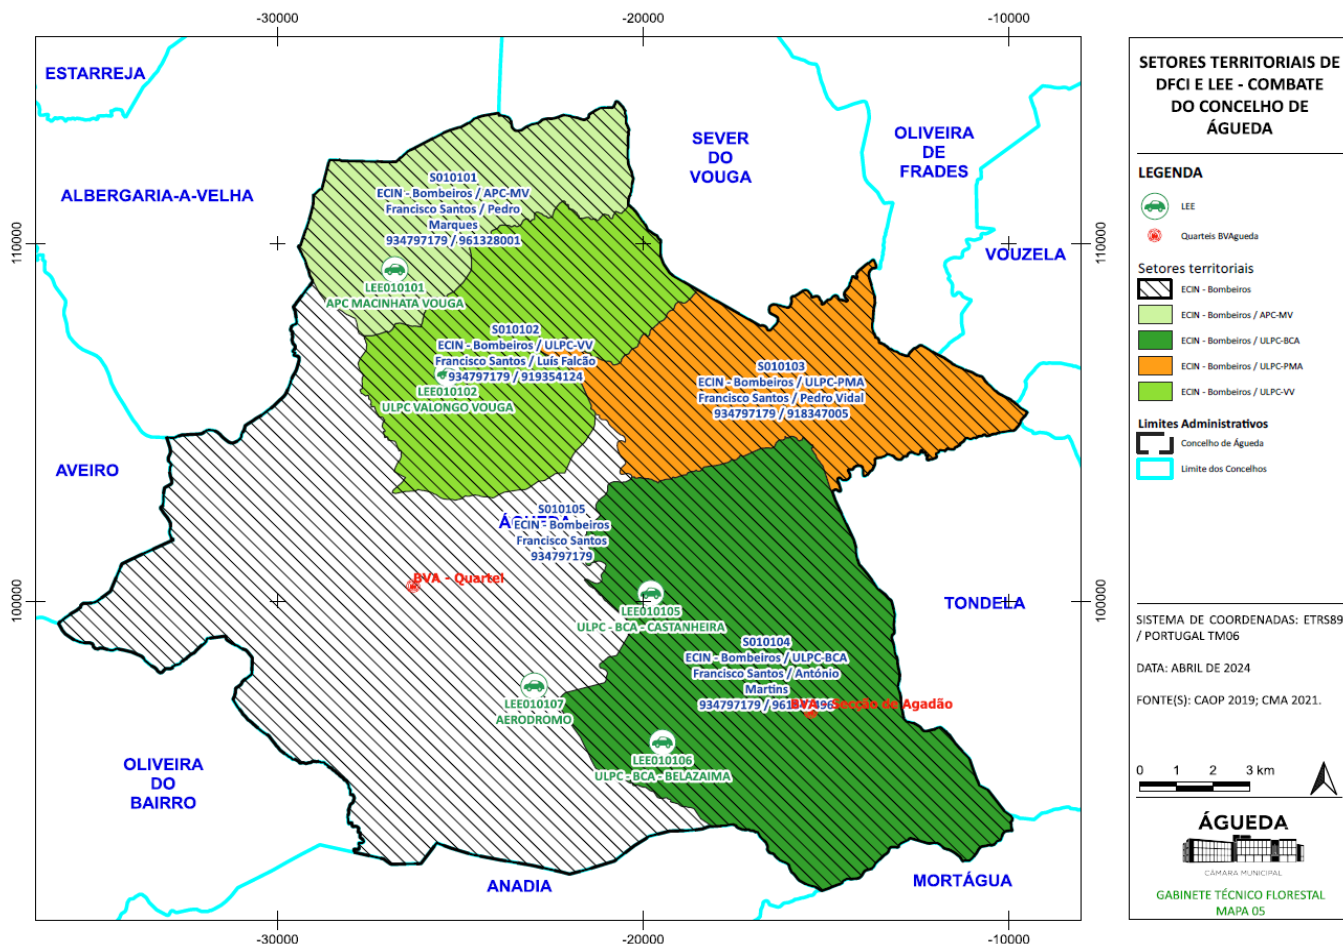 -30000
-20000
-10000
ESTARREJA
ALBERGARIA-A-VELHA
SEVER
DO
VOUGA
OLIVEIRA
DE
FRADES
VOUZELA
110000
110000
S010101
ECIN - Bombeiros / APC-MV
Francisco Santos / Pedro
Marques
934797179 / 961328001
LEE010101
APC MACINHATA VOUGA
S010102
ECIN - Bombeiros / ULPC-VV
Francisco Santos / Luís Falcão
934797179 / 919354124
LEE010102
ULPC VALONGO VOUGA
S010103
ECIN - Bombeiros / ULPC-PMA
Francisco Santos / Pedro Vidal
934797179 / 918347005
AVEIRO
ÁGUEDA
S010105
ECIN - Bombeiros
Francisco Santos
934797179
BVA - Quartel
100000
100000
TONDELA
LEE010105
ULPC - BCA - CASTANHEIRA
S010104
ECIN - Bombeiros / ULPC-BCA
Francisco Santos / António
Martins
934797179 /
BVA - Secção de Agadão
LEE010107
AERODROMO
LEE010106
ULPC - BCA - BELAZAIMA
OLIVEIRA
DO
BAIRRO
ANADIA
MORTÁGUA
-30000
-20000
-10000
SETORES TERRITORIAIS DE
DFCI E LEE - COMBATE
DO CONCELHO DE
ÁGUEDA
LEGENDA
LEE
Quarteis BVAgueda
Setores territoriais
ECIN - Bombeiros
ECIN - Bombeiros / APC-MV
ECIN - Bombeiros / ULPC-BCA
ECIN - Bombeiros / ULPC-PMA
ECIN - Bombeiros / ULPC-VV
Limites Administrativos
Concelho de Águeda
Limite dos Concelhos
SISTEMA DE COORDENADAS: ETRS89
/ PORTUGAL TM06
DATA: ABRIL DE 2024
FONTE(S): CAOP 2019; CMA 2021.
0 1 2 3 km
ÁGUEDA
CÂMARA MUNICIPAL
GABINETE TÉCNICO FLORESTAL
MAPA 05